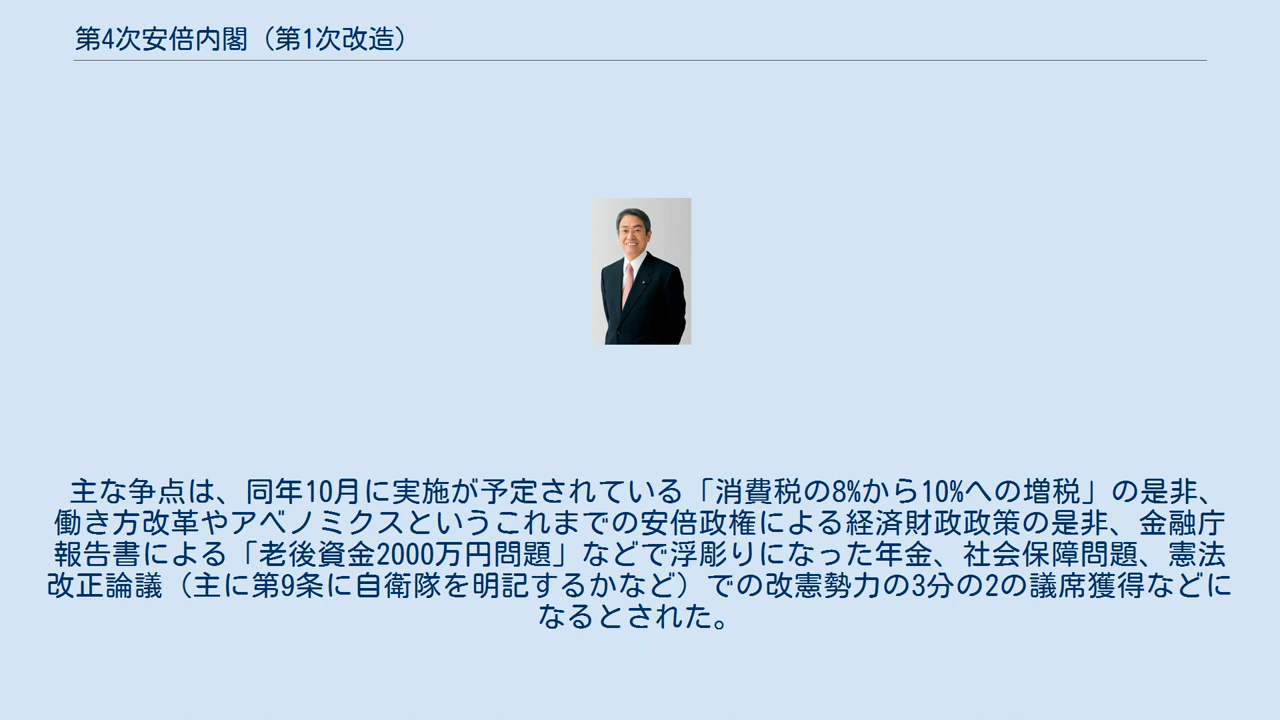 第4次安倍内閣（第1次改造）
主な争点は、同年10月に実施が予定されている「消費税の8%から10%への増税」の是非、
働き方改革やアベノミクスというこれまでの安倍政権による経済財政政策の是非、金融庁
報告書による「老後資金2000万円問題」などで浮彫りになった年金、社会保障問題、憲法
改正論議（主に第9条に自衛隊を明記するかなど）での改憲勢力の3分の2の議席獲得などに
なるとされた。